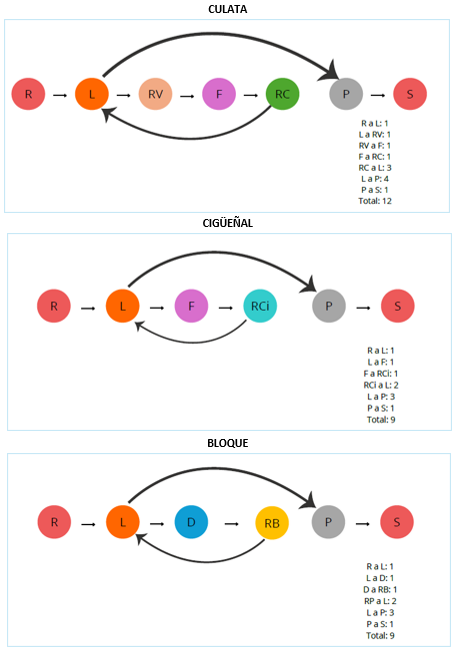 CULATA
R L RV F RC P S
R a L: 1
L a RV: 1
RV a F: 1
F a RC: 1
RC a L: 3
L a P: 4
P a S: 1
Total: 12
CIGÜEÑAL
R L F RCi P S
R a L: 1
L a F: 1
F a RCi: 1
RCi a L: 2
L a P: 3
P a S: 1
Total: 9
BLOQUE
R L D RB P S
R a L: 1
L a D: 1
D a RB: 1
RP a L: 2
L a P: 3
P a S: 1
Total: 9